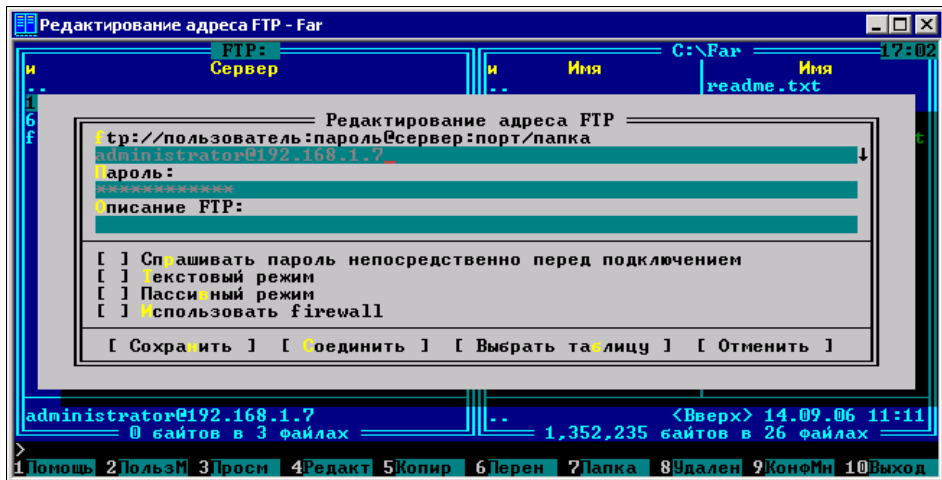 Редактирование адреса FTP - Far
FTP:
C:\Far
17:02
и Сервер
и Имя Имя
..
..
readme.txt
1
6
f
t
Редактирование адреса FTP
ftp://пользователь:пароль@сервер:порт/папка
administrator@192.168.1.7
↓
Пароль:
************
Описание FTP:
[ ] Спрашивать пароль непосредственно перед подключением
[ ] Текстовый режим
[ ] Пассивный режим
[ ] Использовать firewall
[ Сохранить ] [ Соединить ] [ Выбрать таблицу ] [ Отменить ]
administrator@192.168.1.7
0 байтов в 3 файлах
.. <Вверх> 14.09.06 11:11
1,352,235 байтов в 26 файлах
>
1Помощь 2ПользМ 3Просм 4Редакт 5Копир 6Перен 7Папка 8Удален 9КонфМн 10Выход